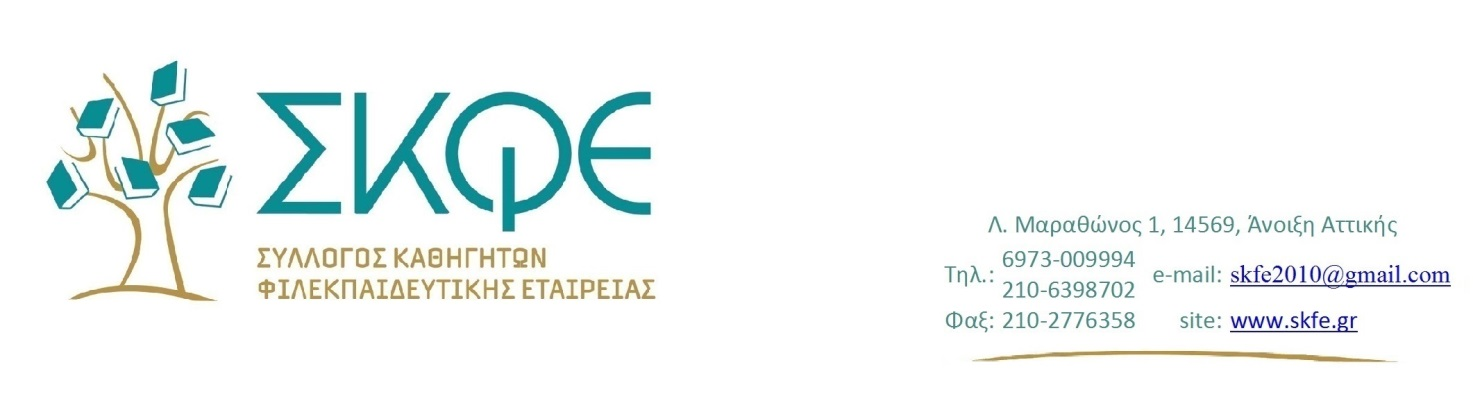 ΣΚΦΕ
ΣΥΛΛΟΓΟΣ ΚΑΘΗΓΗΤΩΝ
ΦΙΛΕΚΠΑΙΔΕΥΤΙΚΗΣ ΕΤΑΙΡΕΙΑΣ
Λ. Μαραθώνος 1, 14569, Άνοιξη Αττικής
Τηλ.: 6973-009994
210-6398702 e-mail: skfe2010@gmail.com
Φαξ: 210-2776358 site: www.skfe.gr